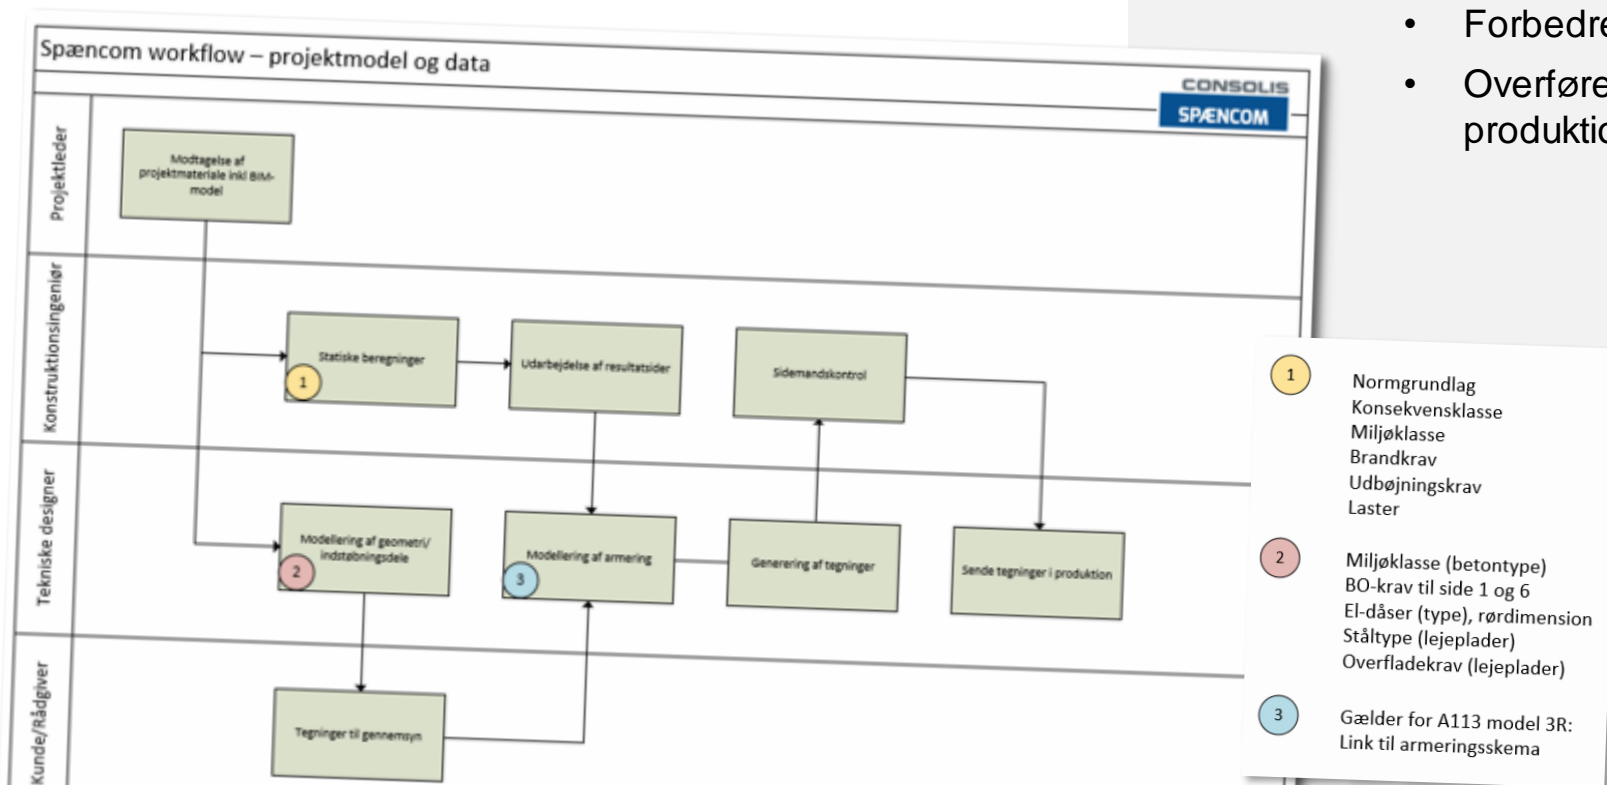 Spæncom workflow – projektmodel og data
CONSOLIS
SPÆNCOM
Projektleder
Modtagelse af
projektmateriale inkl BIM-
model
Konstruktionsingeniør
Statiske beregninger
1
Udarbejdelse af resultatsider
Sidemandskontrol
Tekniske designer
Modellering af geometri/
indstøbningsdele
2
Modellering af armering
3
Generering af tegninger
Sende tegninger i produktion
Kunde/Rådgiver
Tegninger til gennemsyn
• Forbedre
• Overføre
produktio
1
Normgrundlag
Konsekvensklasse
Miljøklasse
Brandkrav
Udbøjningskrav
Laster
2
Miljøklasse (betontype)
BO-krav til side 1 og 6
El-dåser (type), rørdimension
Ståltype (lejeplader)
Overfladekrav (lejeplader)
3
Gælder for A113 model 3R:
Link til armeringsskema